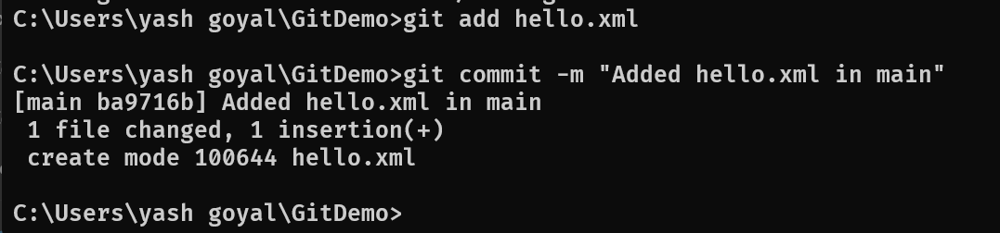 C:\Users\yash goyal\GitDemo>git add hello.xml
C:\Users\yash goyal\GitDemo>git commit -m "Added hello.xml in main"
[main ba9716b] Added hello.xml in main
 1 file changed, 1 insertion(+)
 create mode 100644 hello.xml
C:\Users\yash goyal\GitDemo>